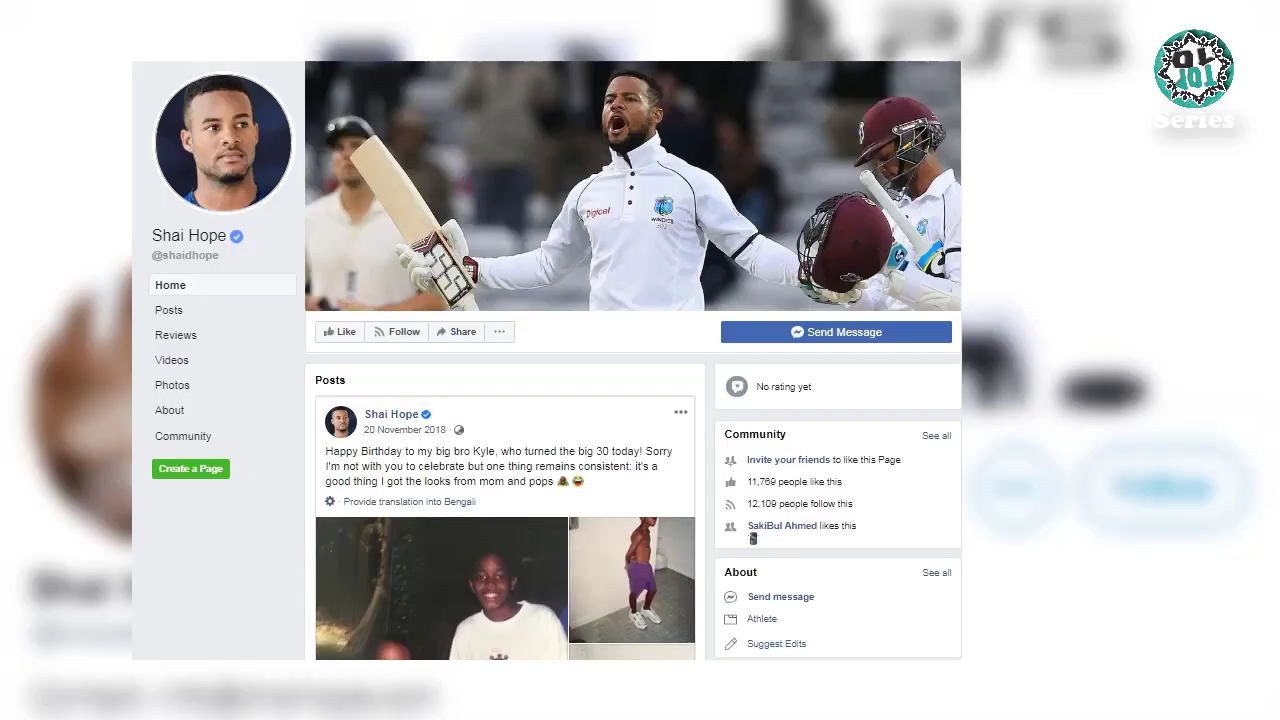 Series
Shai Hope
@shaidhope
Home
Posts
Reviews
Videos
Photos
About
Community
Create a Page
Digicel
WINDIES
Like
Follow
Share
Send Message
Posts
Shai Hope
20 November 2018 ·
Happy Birthday to my big bro Kyle, who turned the big 30 today! Sorry
I'm not with you to celebrate but one thing remains consistent: it's a
good thing I got the looks from mom and pops 💩 😂
· Provide translation into Bengali
No rating yet
Community
See all
Invite your friends to like this Page
11,769 people like this
12,109 people follow this
SakiBul Ahmed likes this
About
See all
Send message
Athlete
Suggest Edits